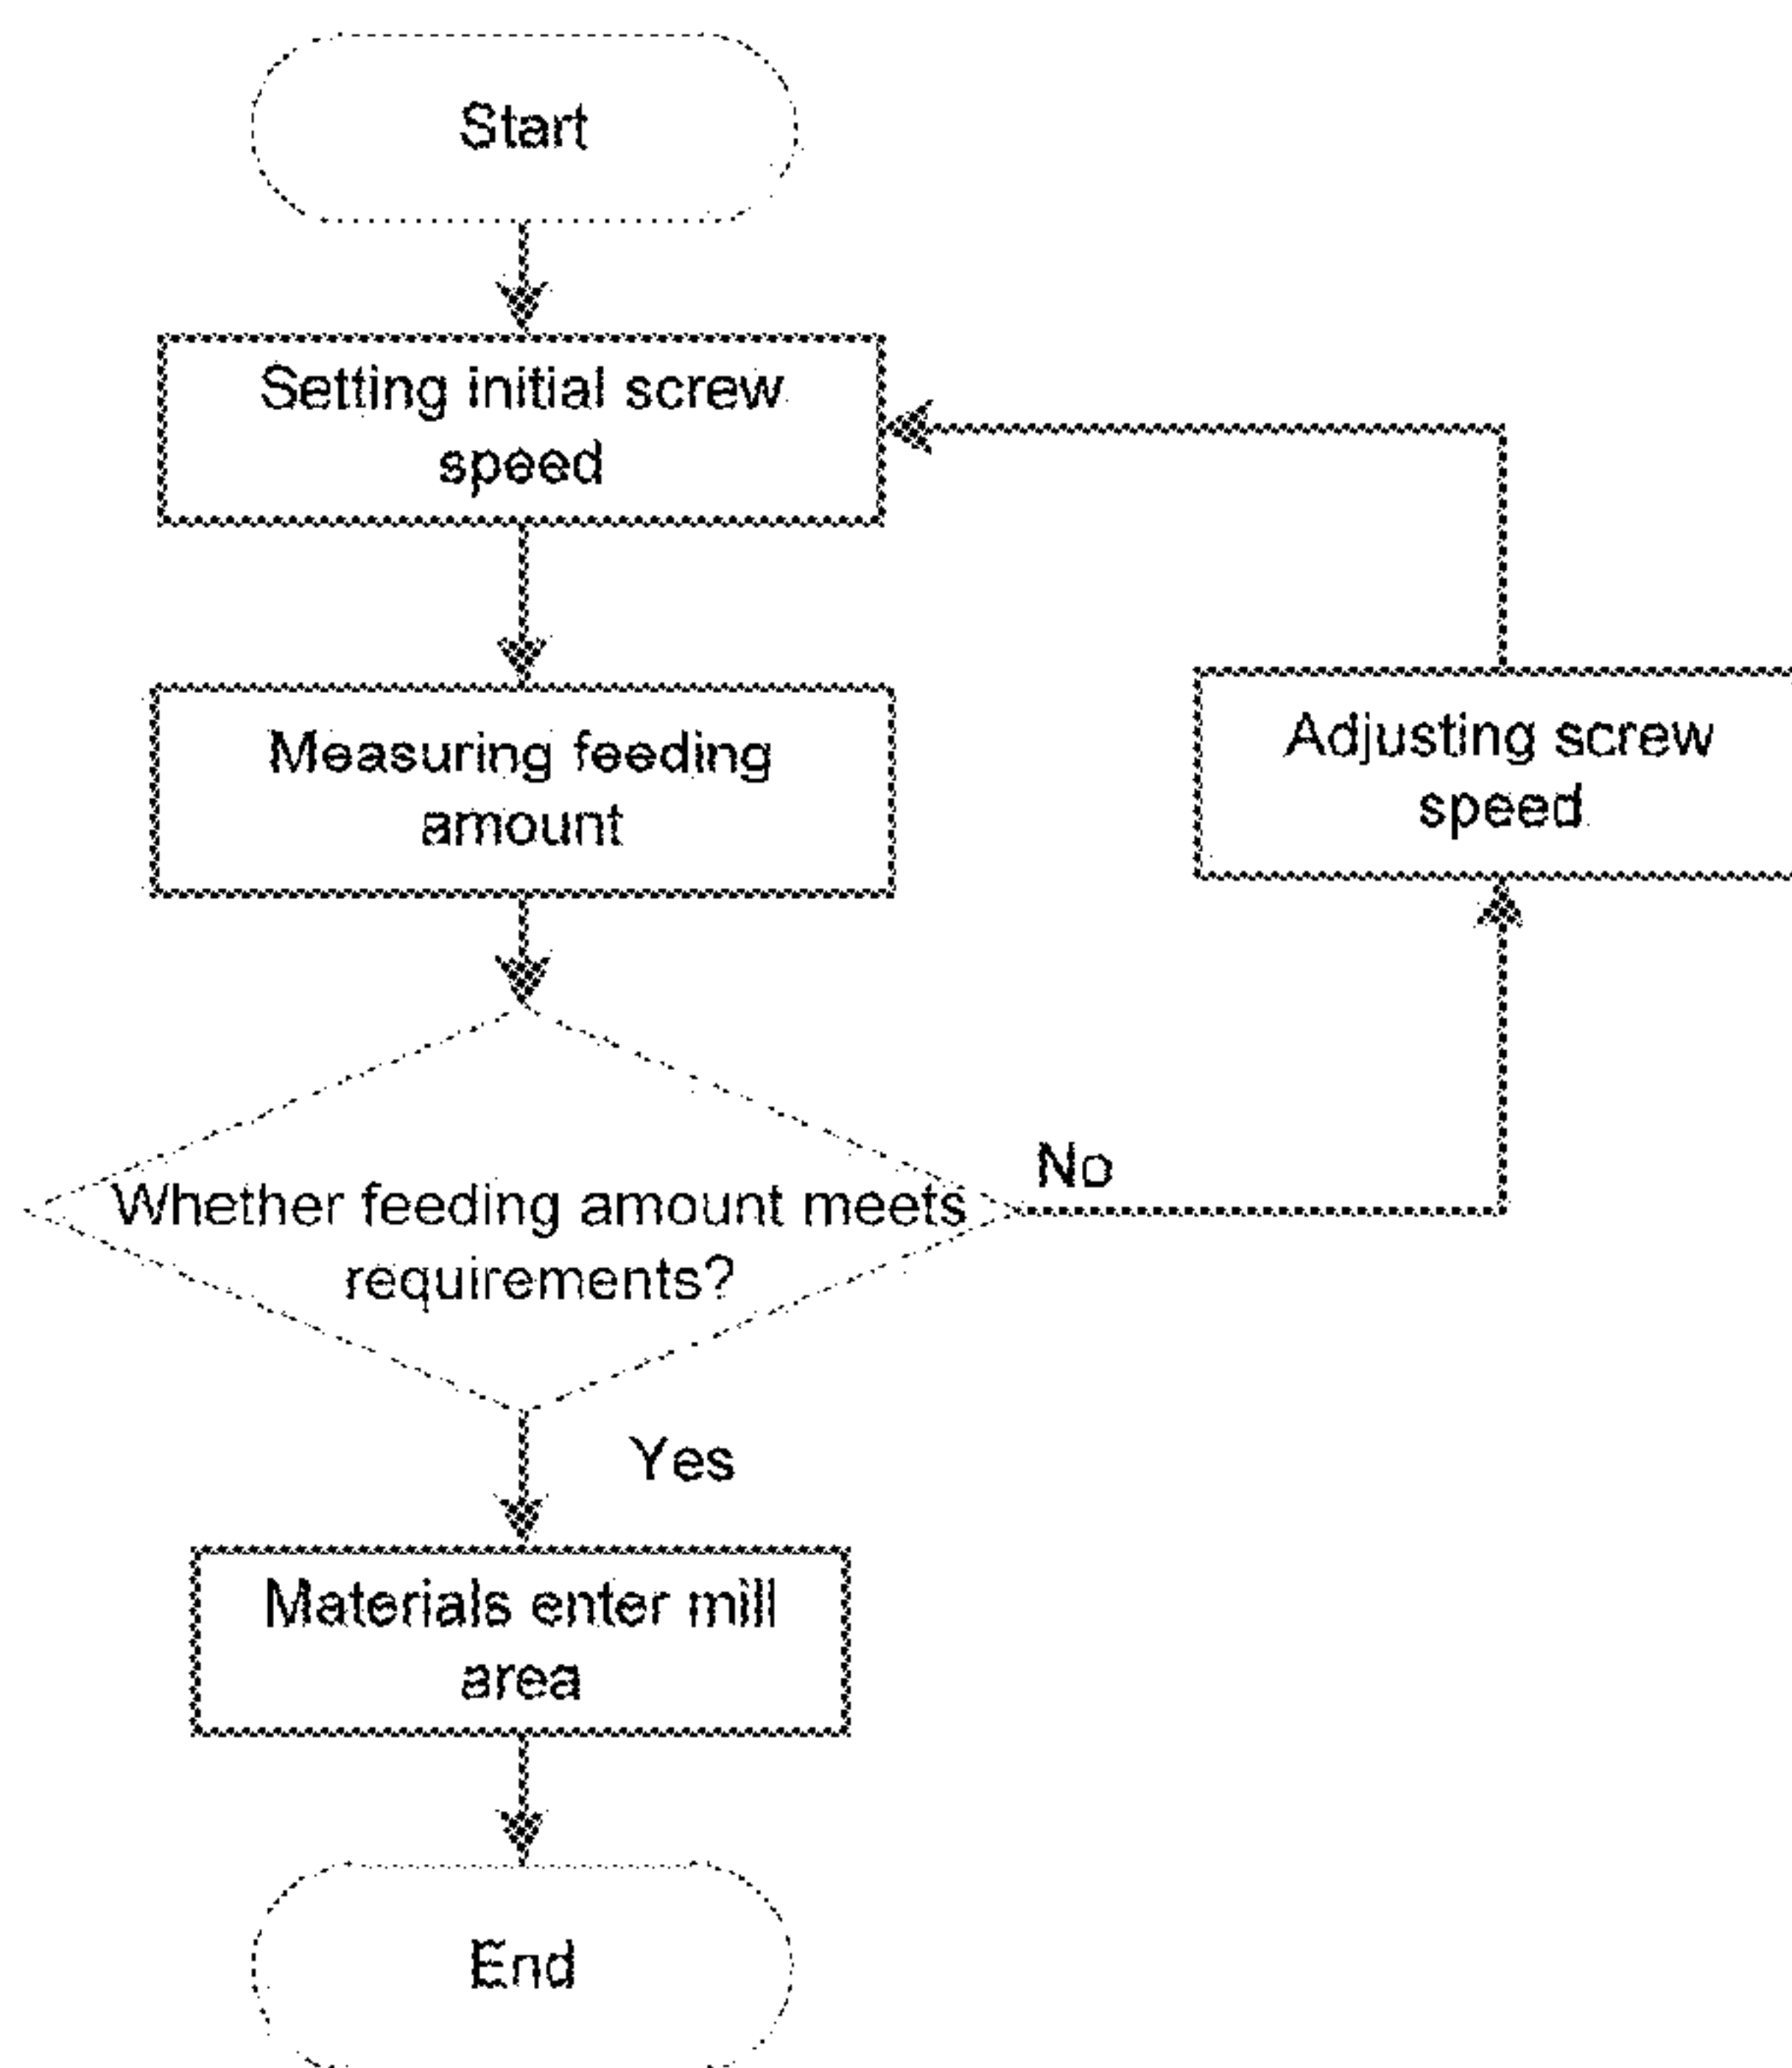 Start
Setting initial screw
speed
Measuring feeding
amount
Adjusting screw
speed
Whether feeding amount meets
requirements?
No
Yes
Materials enter mill
area
End